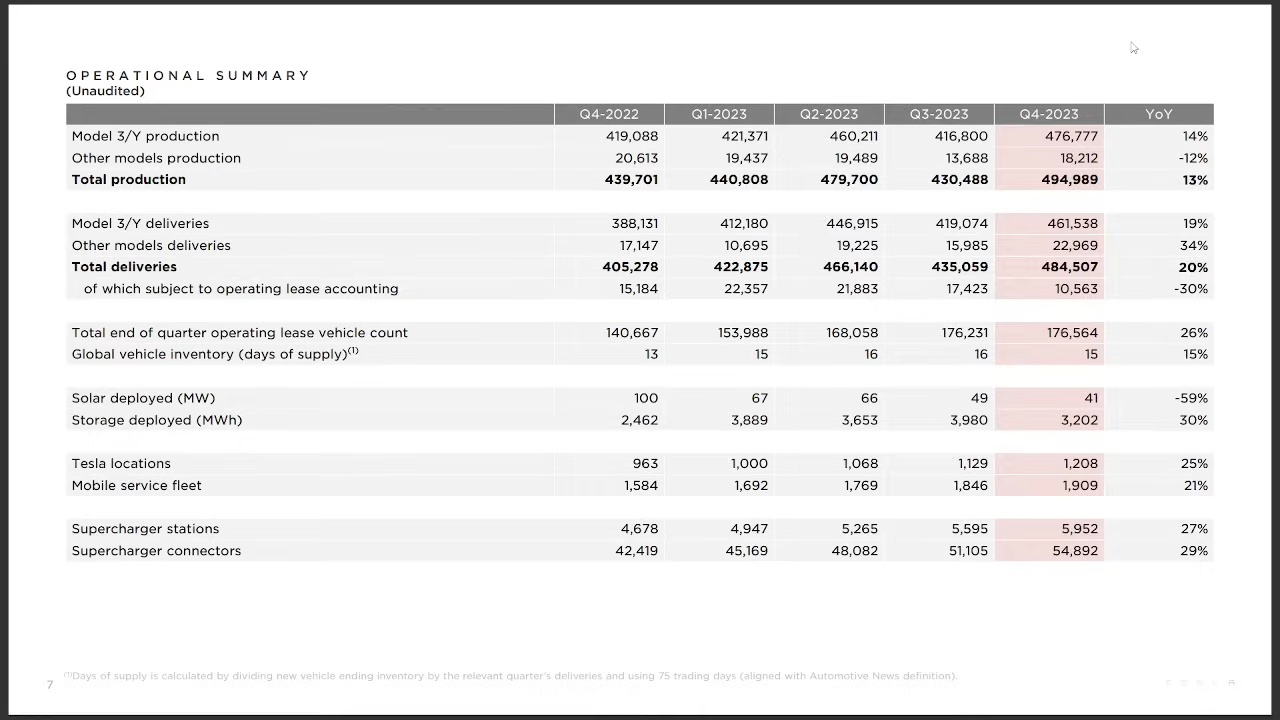 OPERATIONAL SUMMARY
(Unaudited)
Q4-2022 Q1-2023 Q2-2023 Q3-2023 Q4-2023 YoY
Model 3/Y production 419,088 421,371 460,211 416,800 476,777 14%
Other models production 20,613 19,437 19,489 13,688 18,212 -12%
Total production 439,701 440,808 479,700 430,488 494,989 13%
Model 3/Y deliveries 388,131 412,180 446,915 419,074 461,538 19%
Other models deliveries 17,147 10,695 19,225 15,985 22,969 34%
Total deliveries 405,278 422,875 466,140 435,059 484,507 20%
of which subject to operating lease accounting 15,184 22,357 21,883 17,423 10,563 -30%
Total end of quarter operating lease vehicle count 140,667 153,988 168,058 176,231 176,564 26%
Global vehicle inventory (days of supply)(1) 13 15 16 16 15 15%
Solar deployed (MW) 100 67 66 49 41 -59%
Storage deployed (MWh) 2,462 3,889 3,653 3,980 3,202 30%
Tesla locations 963 1,000 1,068 1,129 1,208 25%
Mobile service fleet 1,584 1,692 1,769 1,846 1,909 21%
Supercharger stations 4,678 4,947 5,265 5,595 5,952 27%
Supercharger connectors 42,419 45,169 48,082 51,105 54,892 29%
(1)Days of supply is calculated by dividing new vehicle ending inventory by the relevant quarter's deliveries and using 75 trading days (aligned with Automotive News definition).
7